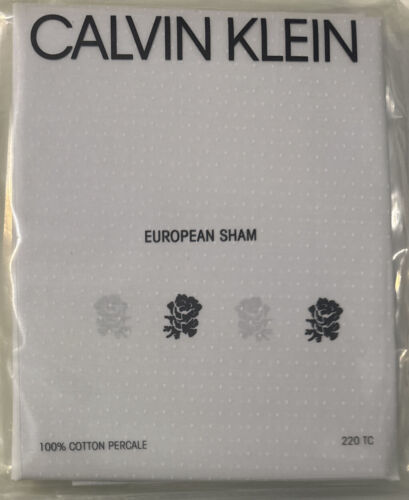 CALVIN KLEIN
EUROPEAN SHAM
100% COTTON PERCALE 220 TC